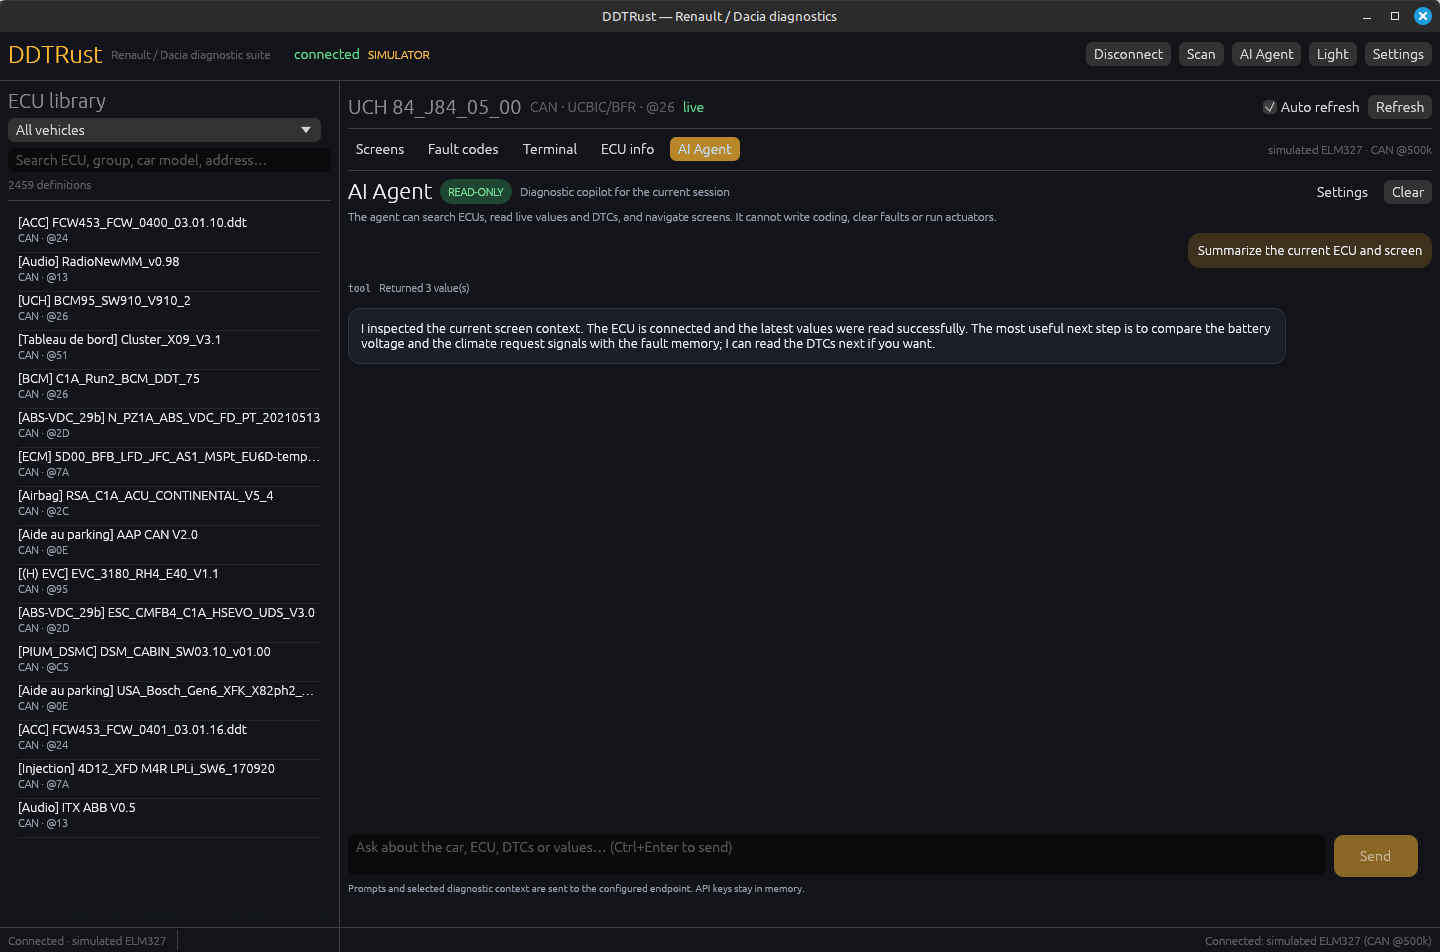 DDTRust — Renault / Dacia diagnostics
DDTRust Renault / Dacia diagnostic suite connected SIMULATOR Disconnect Scan AI Agent Light Settings
ECU library
All vehicles
Search ECU, group, car model, address...
2459 definitions
[ACC] FCW453_FCW_0400_03.01.10.ddt
CAN · @24
[Audio] RadioNewMM_v0.98
CAN · @13
[UCH] BCM95_SW910_V910_2
CAN · @26
[Tableau de bord] Cluster_X09_V3.1
CAN · @51
[BCM] C1A_Run2_BCM_DDT_75
CAN · @26
[ABS-VDC_29b] N_PZ1A_ABS_VDC_FD_PT_20210513
CAN · @2D
[ECM] 5D00_BFB_LFD_JFC_AS1_M5Pt_EU6D-temp...
CAN · @7A
[Airbag] RSA_C1A_ACU_CONTINENTAL_V5_4
CAN · @2C
[Aide au parking] AAP CAN V2.0
CAN · @0E
[(H) EVC] EVC_3180_RH4_E40_V1.1
CAN · @95
[ABS-VDC_29b] ESC_CMFB4_C1A_HSEVO_UDS_V3.0
CAN · @2D
[PIUM_DSMC] DSM_CABIN_SW03.10_v01.00
CAN · @C5
[Aide au parking] USA_Bosch_Gen6_XFK_X82ph2_...
CAN · @0E
[ACC] FCW453_FCW_0401_03.01.16.ddt
CAN · @24
[Injection] 4D12_XFD M4R LPLi_SW6_170920
CAN · @7A
[Audio] ITX ABB V0.5
CAN · @13
UCH 84_J84_05_00 CAN · UCBIC/BFR · @26 live Auto refresh Refresh
Screens Fault codes Terminal ECU info AI Agent simulated ELM327 · CAN @500k
AI Agent READ-ONLY Diagnostic copilot for the current session Settings Clear
The agent can search ECUs, read live values and DTCs, and navigate screens. It cannot write coding, clear faults or run actuators.
Summarize the current ECU and screen
tool Returned 3 value(s)
I inspected the current screen context. The ECU is connected and the latest values were read successfully. The most useful next step is to compare the battery
voltage and the climate request signals with the fault memory; I can read the DTCs next if you want.
Ask about the car, ECU, DTCs or values... (Ctrl+Enter to send)
Send
Prompts and selected diagnostic context are sent to the configured endpoint. API keys stay in memory.
Connected · simulated ELM327
Connected: simulated ELM327 (CAN @500k)